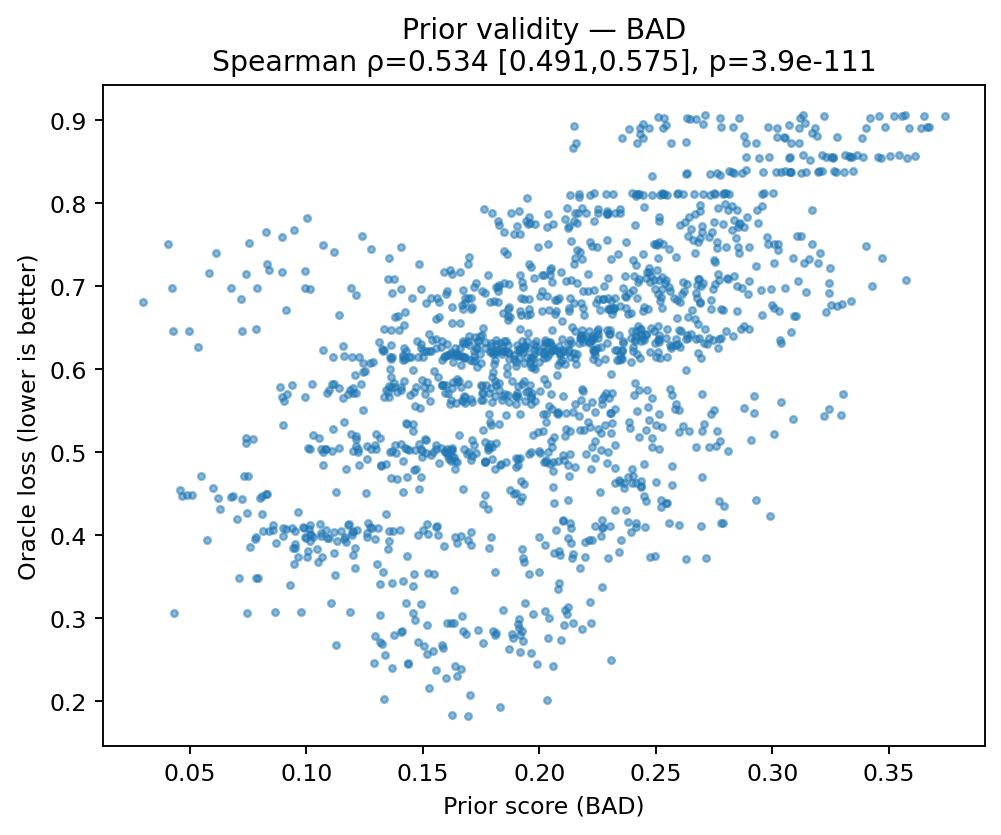 Prior validity — BAD
Spearman ρ=0.534 [0.491,0.575], p=3.9e-111
Oracle loss (lower is better)
0.9
0.8
0.7
0.6
0.5
0.4
0.3
0.2
0.05 0.10 0.15 0.20 0.25 0.30 0.35
Prior score (BAD)